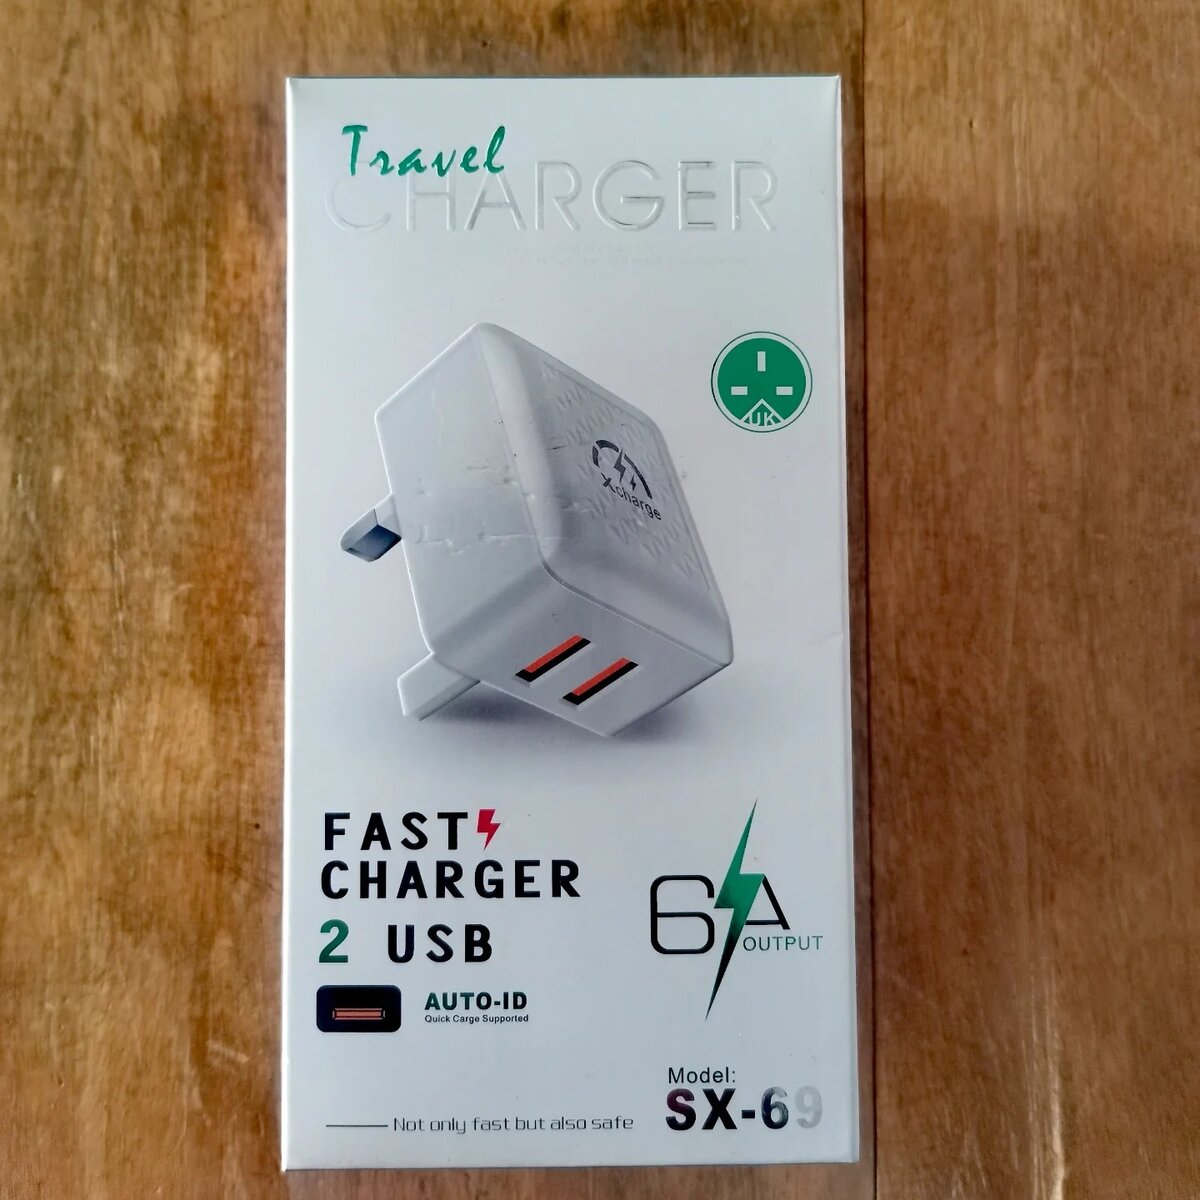 Travel
CHARGER
UK
Xcharge
FAST
CHARGER
2 USB
6A
OUTPUT
AUTO-ID
Quick Carge Supported
Model:
SX-69
Not only fast but also safe